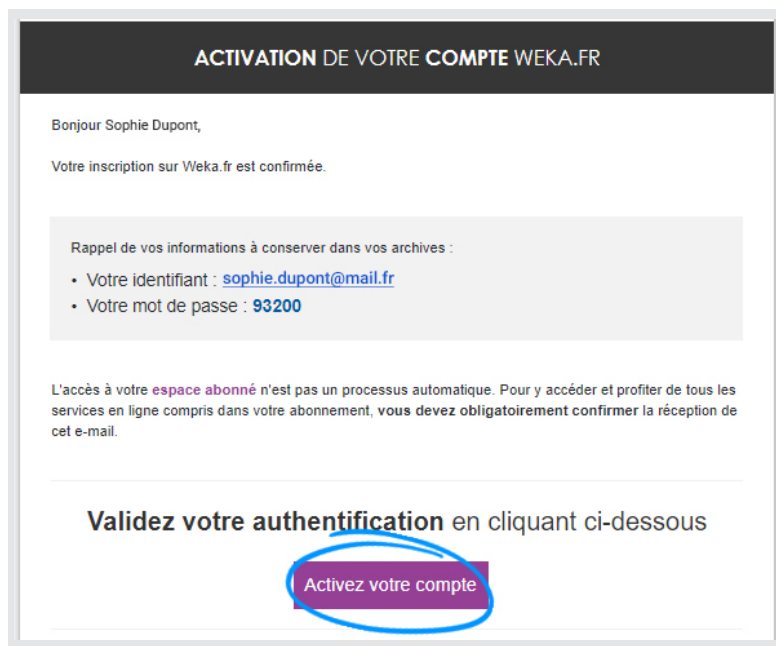 ACTIVATION DE VOTRE COMPTE WEKA.FR
Bonjour Sophie Dupont,
Votre inscription sur Weka.fr est confirmée.
Rappel de vos informations à conserver dans vos archives :
• Votre identifiant : sophie.dupont@mail.fr
• Votre mot de passe : 93200
L'accès à votre espace abonné n'est pas un processus automatique. Pour y accéder et profiter de tous les
services en ligne compris dans votre abonnement, vous devez obligatoirement confirmer la réception de
cet e-mail.
Validez votre authentification en cliquant ci-dessous
Activez votre compte